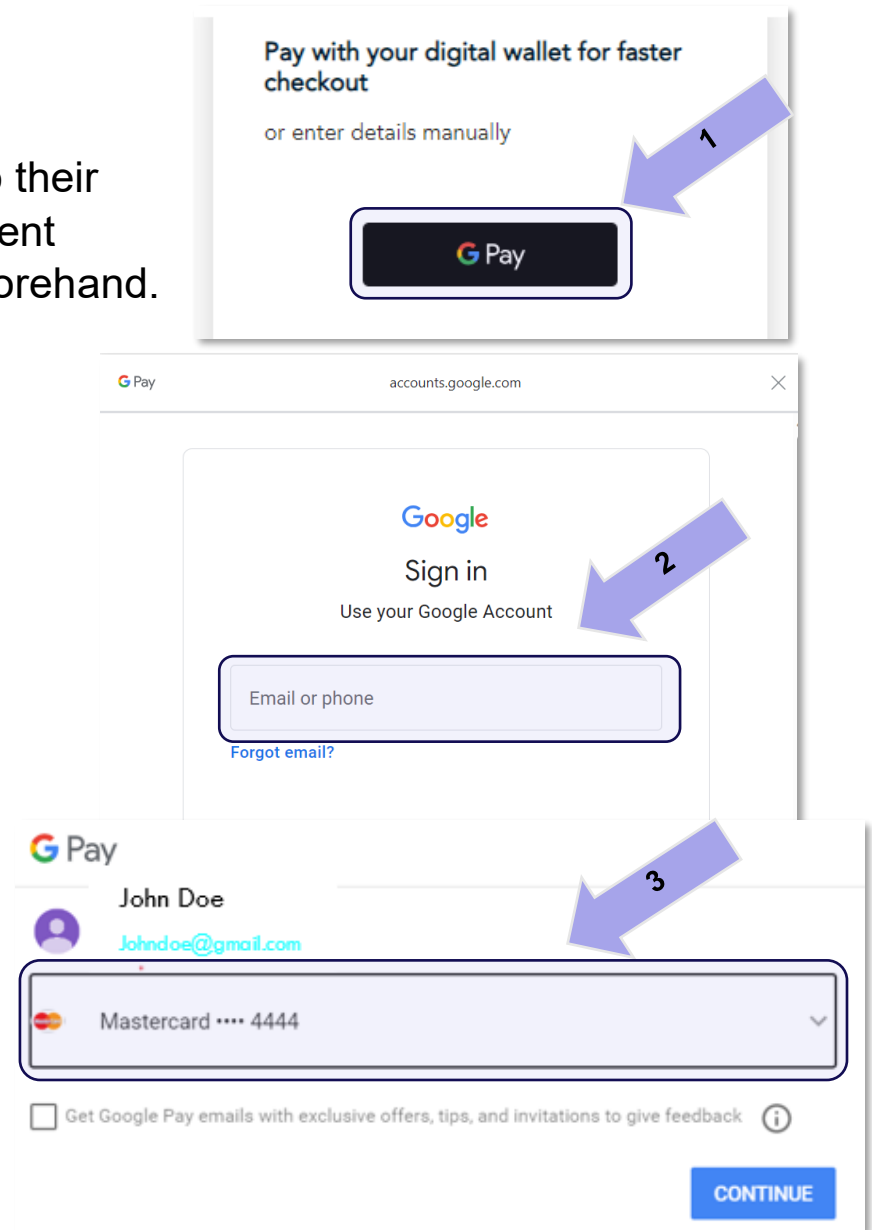 Pay with your digital wallet for faster
checkout
or enter details manually
1
their
orehand.
G Pay
G Pay
accounts.google.com
Google
Sign in
2
Use your Google Account
Email or phone
Forgot email?
G Pay
3
John Doe
Johndoe@gmail.com
Mastercard •••• 4444
Get Google Pay emails with exclusive offers, tips, and invitations to give feedback
CONTINUE